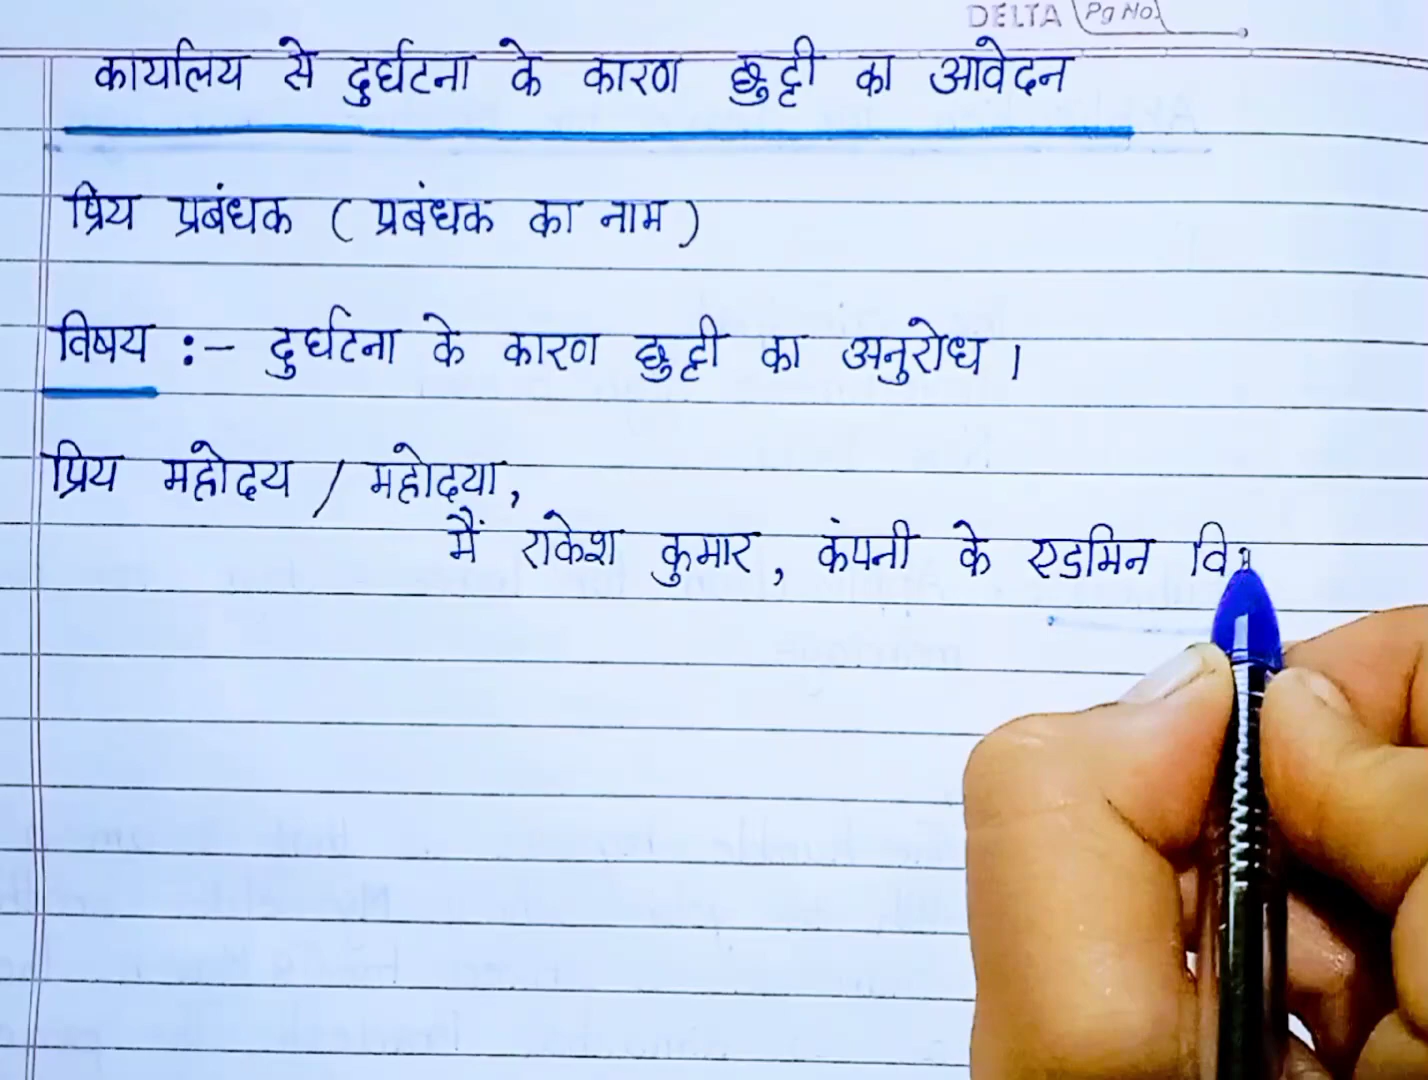 DELTA Pg No.
कार्यालय से दुर्घटना के कारण छुट्टी का आवेदन
प्रिय प्रबंधक ( प्रबंधक का नाम )
विषय :- दुर्घटना के कारण छुट्टी का अनुरोध ।
प्रिय महोदय / महोदया,
मैं राकेश कुमार, कंपनी के एडमिन